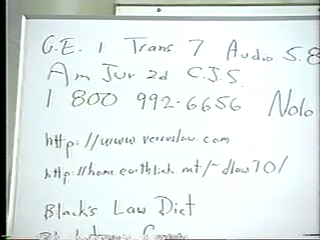 G.E. 1 Trans. 7 Audio 5.8
Am Jur 2d C.J.S.
1 800 992-6656 Nolo
http://www.versuslaw.com
http://home.earthlink.net/~dlaw70/
Black's Law Dict